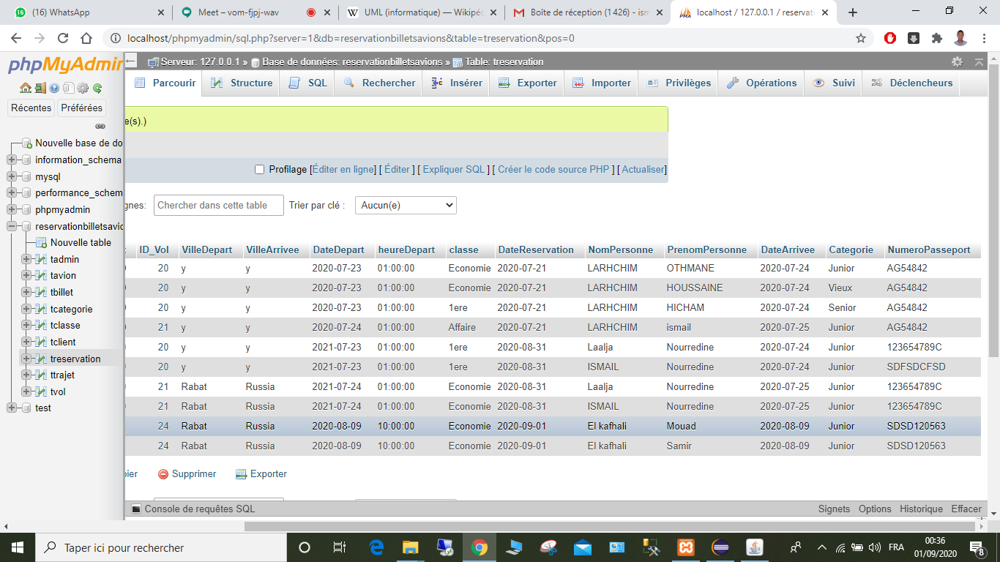 (16) WhatsApp
Meet – vom-fjpj-wav
UML (informatique) — Wikipéd
Boîte de réception (1 426) - ism
localhost / 127.0.0.1 / reservati
localhost/phpmyadmin/sql.php?server=1&db=reservationbilletsavions&table=treservation&pos=0
phpMyAdmin
Récentes Préférées
Nouvelle base de do
information_schema
mysql
performance_schem
phpmyadmin
reservationbilletsavio
Nouvelle table
tadmin
tavion
tbillet
tcategorie
tclasse
tclient
treservation
ttrajet
tvol
test
Serveur: 127.0.0.1 » Base de données: reservationbilletsavions » Table: treservation
Parcourir Structure SQL Rechercher Insérer Exporter Importer Privilèges Opérations Suivi Déclencheurs
e(s).)
Profilage [Éditer en ligne] [ Éditer ] [ Expliquer SQL ] [ Créer le code source PHP ] [ Actualiser]
gnes: Chercher dans cette table Trier par clé : Aucun(e)
ID_Vol VilleDepart VilleArrivee DateDepart heureDepart classe DateReservation NomPersonne PrenomPersonne DateArrivee Categorie NumeroPasseport
20 y y 2020-07-23 01:00:00 Economie 2020-07-21 LARHCHIM OTHMANE 2020-07-24 Junior AG54842
20 y y 2020-07-23 01:00:00 Economie 2020-07-21 LARHCHIM HOUSSAINE 2020-07-24 Vieux AG54842
20 y y 2020-07-23 01:00:00 1ere 2020-07-21 LARHCHIM HICHAM 2020-07-24 Senior AG54842
21 y y 2020-07-24 01:00:00 Affaire 2020-07-21 LARHCHIM ismail 2020-07-25 Junior AG54842
20 y y 2021-07-23 01:00:00 1ere 2020-08-31 Laalja Nourredine 2020-07-24 Junior 123654789C
20 y y 2021-07-23 01:00:00 1ere 2020-08-31 ISMAIL Nourredine 2020-07-24 Junior SDFSDCFSD
21 Rabat Russia 2021-07-24 01:00:00 Economie 2020-08-31 Laalja Nourredine 2020-07-25 Junior 123654789C
21 Rabat Russia 2021-07-24 01:00:00 Economie 2020-08-31 ISMAIL Nourredine 2020-07-25 Junior 123654789C
24 Rabat Russia 2020-08-09 10:00:00 Economie 2020-09-01 El kafhali Mouad 2020-08-09 Junior SDSD120563
24 Rabat Russia 2020-08-09 10:00:00 Economie 2020-09-01 El kafhali Samir 2020-08-09 Junior SDSD120563
pier Supprimer Exporter
Console de requêtes SQL Signets Options Historique Effacer
Taper ici pour rechercher
FRA
00:36
01/09/2020
8